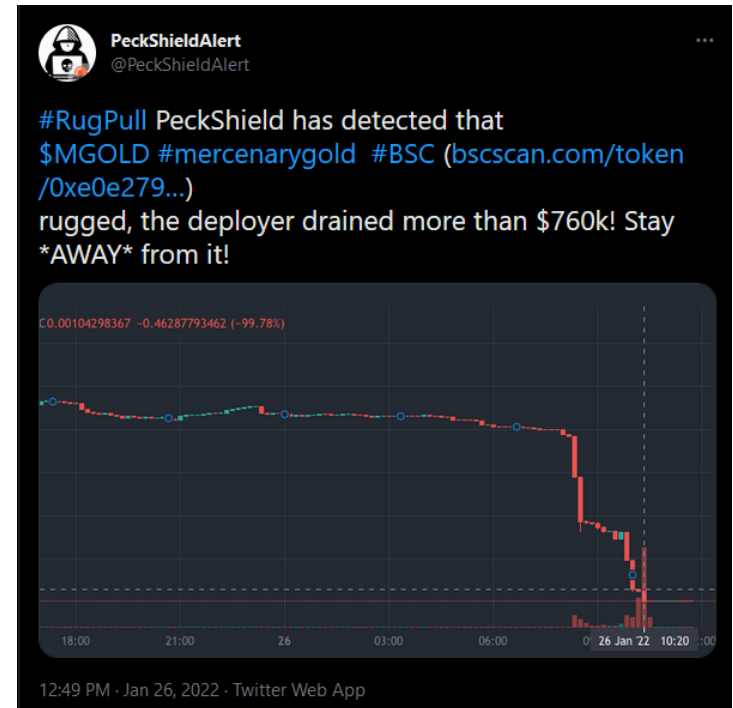 PeckShieldAlert
@PeckShieldAlert
#RugPull PeckShield has detected that
$MGOLD #mercenarygold #BSC (bscscan.com/token
/0xe0e279...)
rugged, the deployer drained more than $760k! Stay
*AWAY* from it!
C0.00104298367 −0.46287793462 (−99.78%)
18:00 21:00 26 03:00 06:00 26 Jan '22 10:20
12:49 PM · Jan 26, 2022 · Twitter Web App